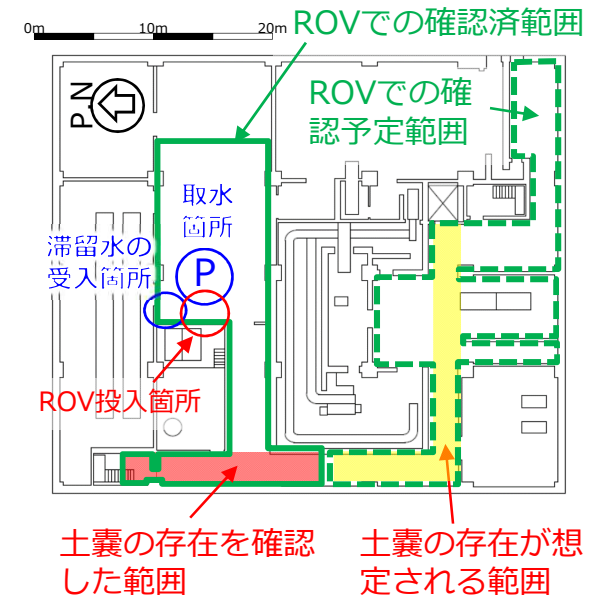 0m 10m 20m
ROVでの確認済範囲
P.N
ROVでの確
認予定範囲
取水
箇所
滞留水の
受入箇所
P
ROV投入箇所
土嚢の存在を確認
した範囲
土嚢の存在が想
定される範囲